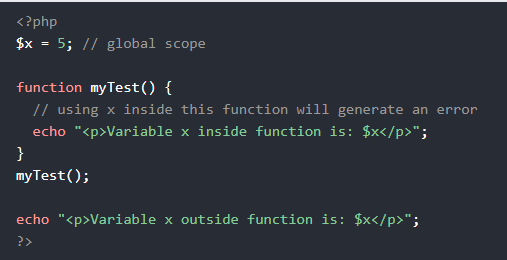 <?php
$x = 5; // global scope

function myTest() {
  // using x inside this function will generate an error
  echo "<p>Variable x inside function is: $x</p>";
}
myTest();

echo "<p>Variable x outside function is: $x</p>";
?>